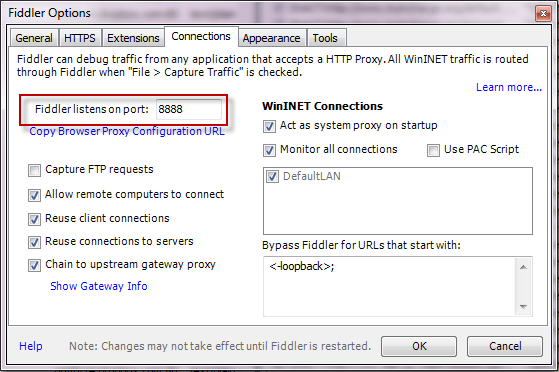 Fiddler Options
General HTTPS Extensions Connections Appearance Tools
Fiddler can debug traffic from any application that accepts a HTTP Proxy. All WinINET traffic is routed
through Fiddler when "File > Capture Traffic" is checked.
Learn more...
Fiddler listens on port: 8888
Copy Browser Proxy Configuration URL
Capture FTP requests
Allow remote computers to connect
Reuse client connections
Reuse connections to servers
Chain to upstream gateway proxy
Show Gateway Info
WinINET Connections
Act as system proxy on startup
Monitor all connections Use PAC Script
DefaultLAN
Bypass Fiddler for URLs that start with:
<-loopback>;
Help Note: Changes may not take effect until Fiddler is restarted. OK Cancel